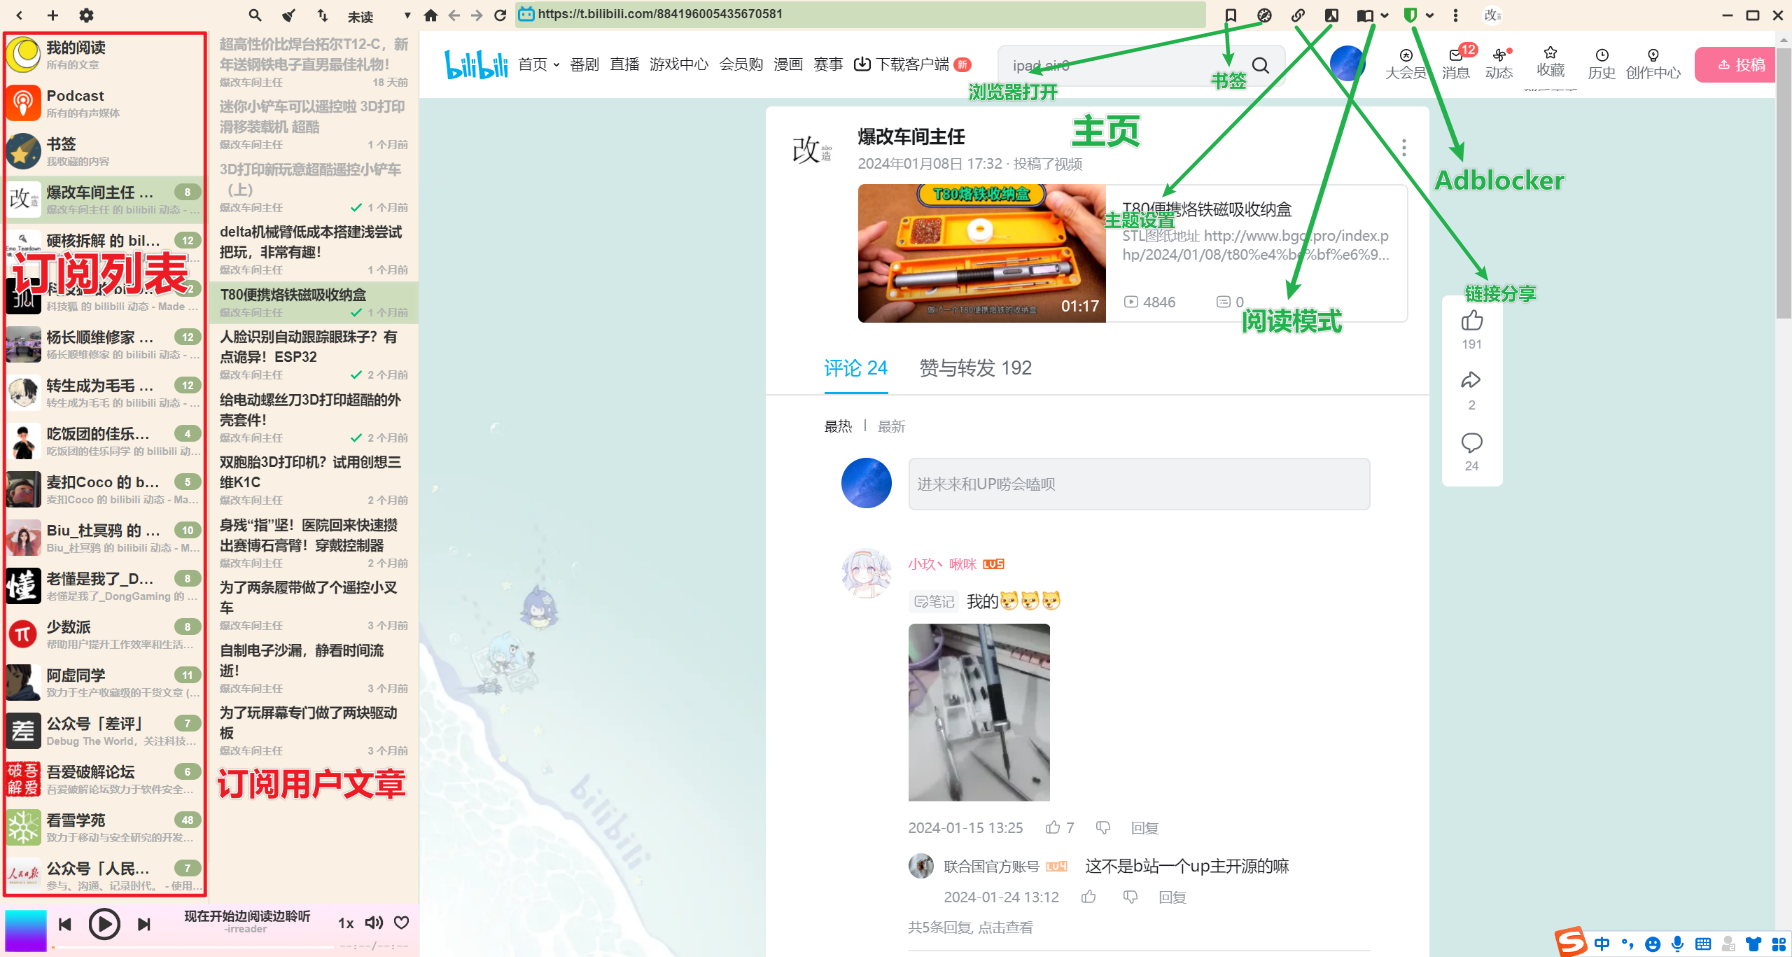 未读
https://t.bilibili.com/884196005435670581
改
我的阅读
所有的文章
Podcast
所有的有声媒体
书签
我收藏的内容
爆改车间主任 ... 8
爆改车间主任 的 bilibili 动态 - ...
硬核拆解 的 bil... 12
订阅列表
科技狐 的 bilibili 动态 - Made ...
杨长顺维修家 ... 12
杨长顺维修家 的 bilibili 动态 - ...
转生成为毛毛 ... 12
转生成为毛毛 的 bilibili 动态 - ...
吃饭团的佳乐... 4
吃饭团的佳乐同学 的 bilibili 动...
麦扣Coco 的 b... 5
麦扣Coco 的 bilibili 动态 - Ma...
Biu_杜冥鸦 的 ... 10
Biu_杜冥鸦 的 bilibili 动态 - M...
老懂是我了_D... 8
老懂是我了_DongGaming 的 ...
少数派 8
帮助用户提升工作效率和生活...
阿虚同学 11
致力于生产收藏级的干货文章 (...
公众号「差评」 7
Debug The World，关注科技...
吾爱破解论坛 6
吾爱破解论坛致力于软件安全...
看雪学苑 48
致力于移动与安全研究的开发...
公众号「人民... 7
参与、沟通、记录时代。 - 使用...
现在开始边阅读边聆听
-irreader
1x
--:--/--:--
超高性价比焊台拓尔T12-C，新
年送钢铁电子直男最佳礼物！
爆改车间主任 18 天前
迷你小铲车可以遥控啦 3D打印
滑移装载机 超酷
爆改车间主任 1 个月前
3D打印新玩意超酷遥控小铲车
（上）
爆改车间主任 1 个月前
delta机械臂低成本搭建浅尝试
把玩，非常有趣！
爆改车间主任 1 个月前
T80便携烙铁磁吸收纳盒
爆改车间主任 1 个月前
人脸识别自动跟踪眼珠子？有
点诡异！ESP32
爆改车间主任 2 个月前
给电动螺丝刀3D打印超酷的外
壳套件！
爆改车间主任 2 个月前
双胞胎3D打印机？试用创想三
维K1C
爆改车间主任 2 个月前
身残“指”坚！医院回来快速攒
出赛博石膏臂！穿戴控制器
爆改车间主任 2 个月前
为了两条履带做了个遥控小叉
车
爆改车间主任 3 个月前
自制电子沙漏，静看时间流
逝！
爆改车间主任 3 个月前
为了玩屏幕专门做了两块驱动
板
爆改车间主任 3 个月前
订阅用户文章
bilibili 首页 番剧 直播 游戏中心 会员购 漫画 赛事 下载客户端 新
ipad air6
大会员 消息 12 动态 收藏 历史 创作中心 投稿
浏览器打开
书签
主页
Adblocker
主题设置
阅读模式
链接分享
改造
爆改车间主任
2024年01月08日 17:32 · 投稿了视频
T80烙铁收纳盒
做一个T80便携烙铁的收纳盒
01:17
T80便携烙铁磁吸收纳盒
STL图纸地址 http://www.bgcj.pro/index.p
hp/2024/01/08/t80%e4%be%bf%e6%9...
4846 0
评论 24 赞与转发 192
191
2
24
最热 | 最新
进来来和UP唠会嗑呗
小玖丶啾咪 LV5
笔记 我的
2024-01-15 13:25 7 回复
联合国官方账号 LV4 这不是b站一个up主开源的嘛
2024-01-24 13:12 回复
共5条回复, 点击查看
bilibili
S 中